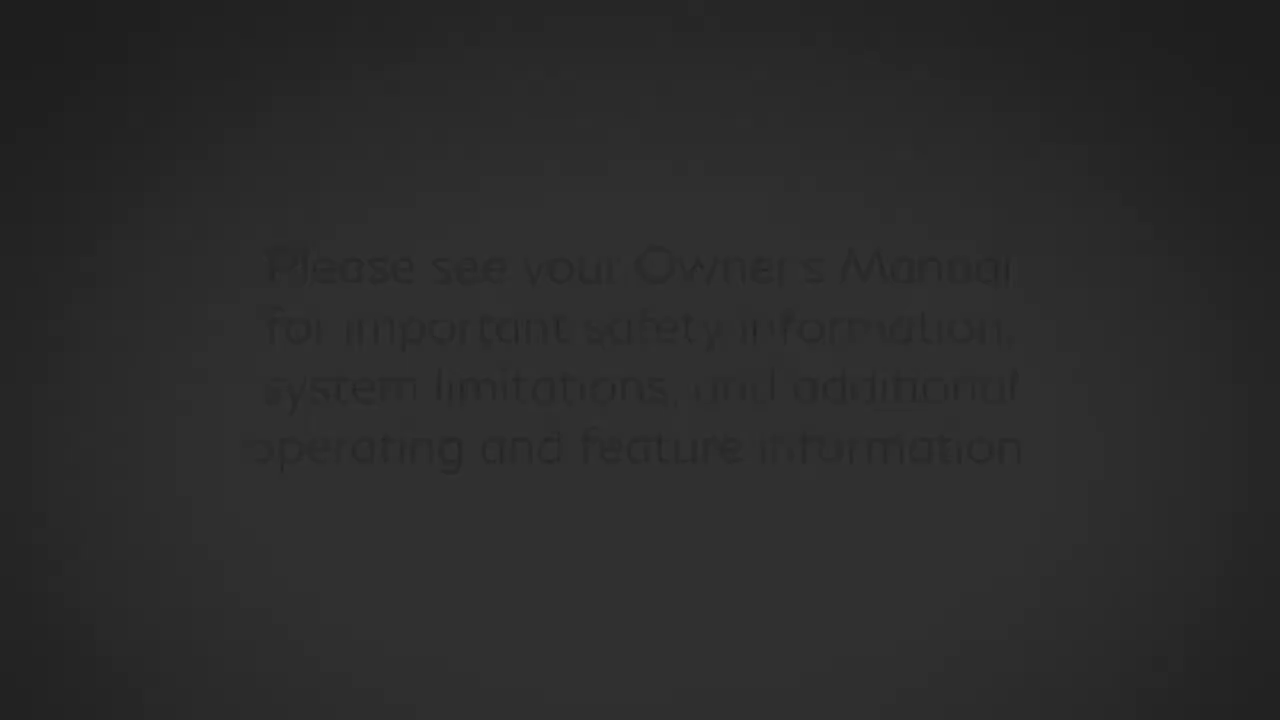 Please see your Owner's Manual
for important safety information,
system limitations, and additional
operating and feature information